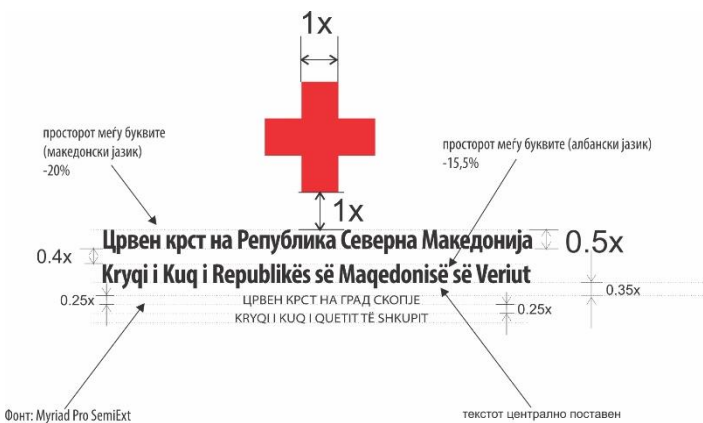 1x
просторот меѓу буквите
(македонски јазик)
-20%
просторот меѓу буквите (албански јазик)
-15,5%
1x
Црвен крст на Република Северна Македонија
0.5x
0.4x
Kryqi i Kuq i Republikës së Maqedonisë së Veriut
0.35x
0.25x
ЦРВЕН КРСТ НА ГРАД СКОПЈЕ
0.25x
KRYQI I KUQ I QUETIT TË SHKUPIT
Фонт: Myriad Pro SemiExt
текстот централно поставен